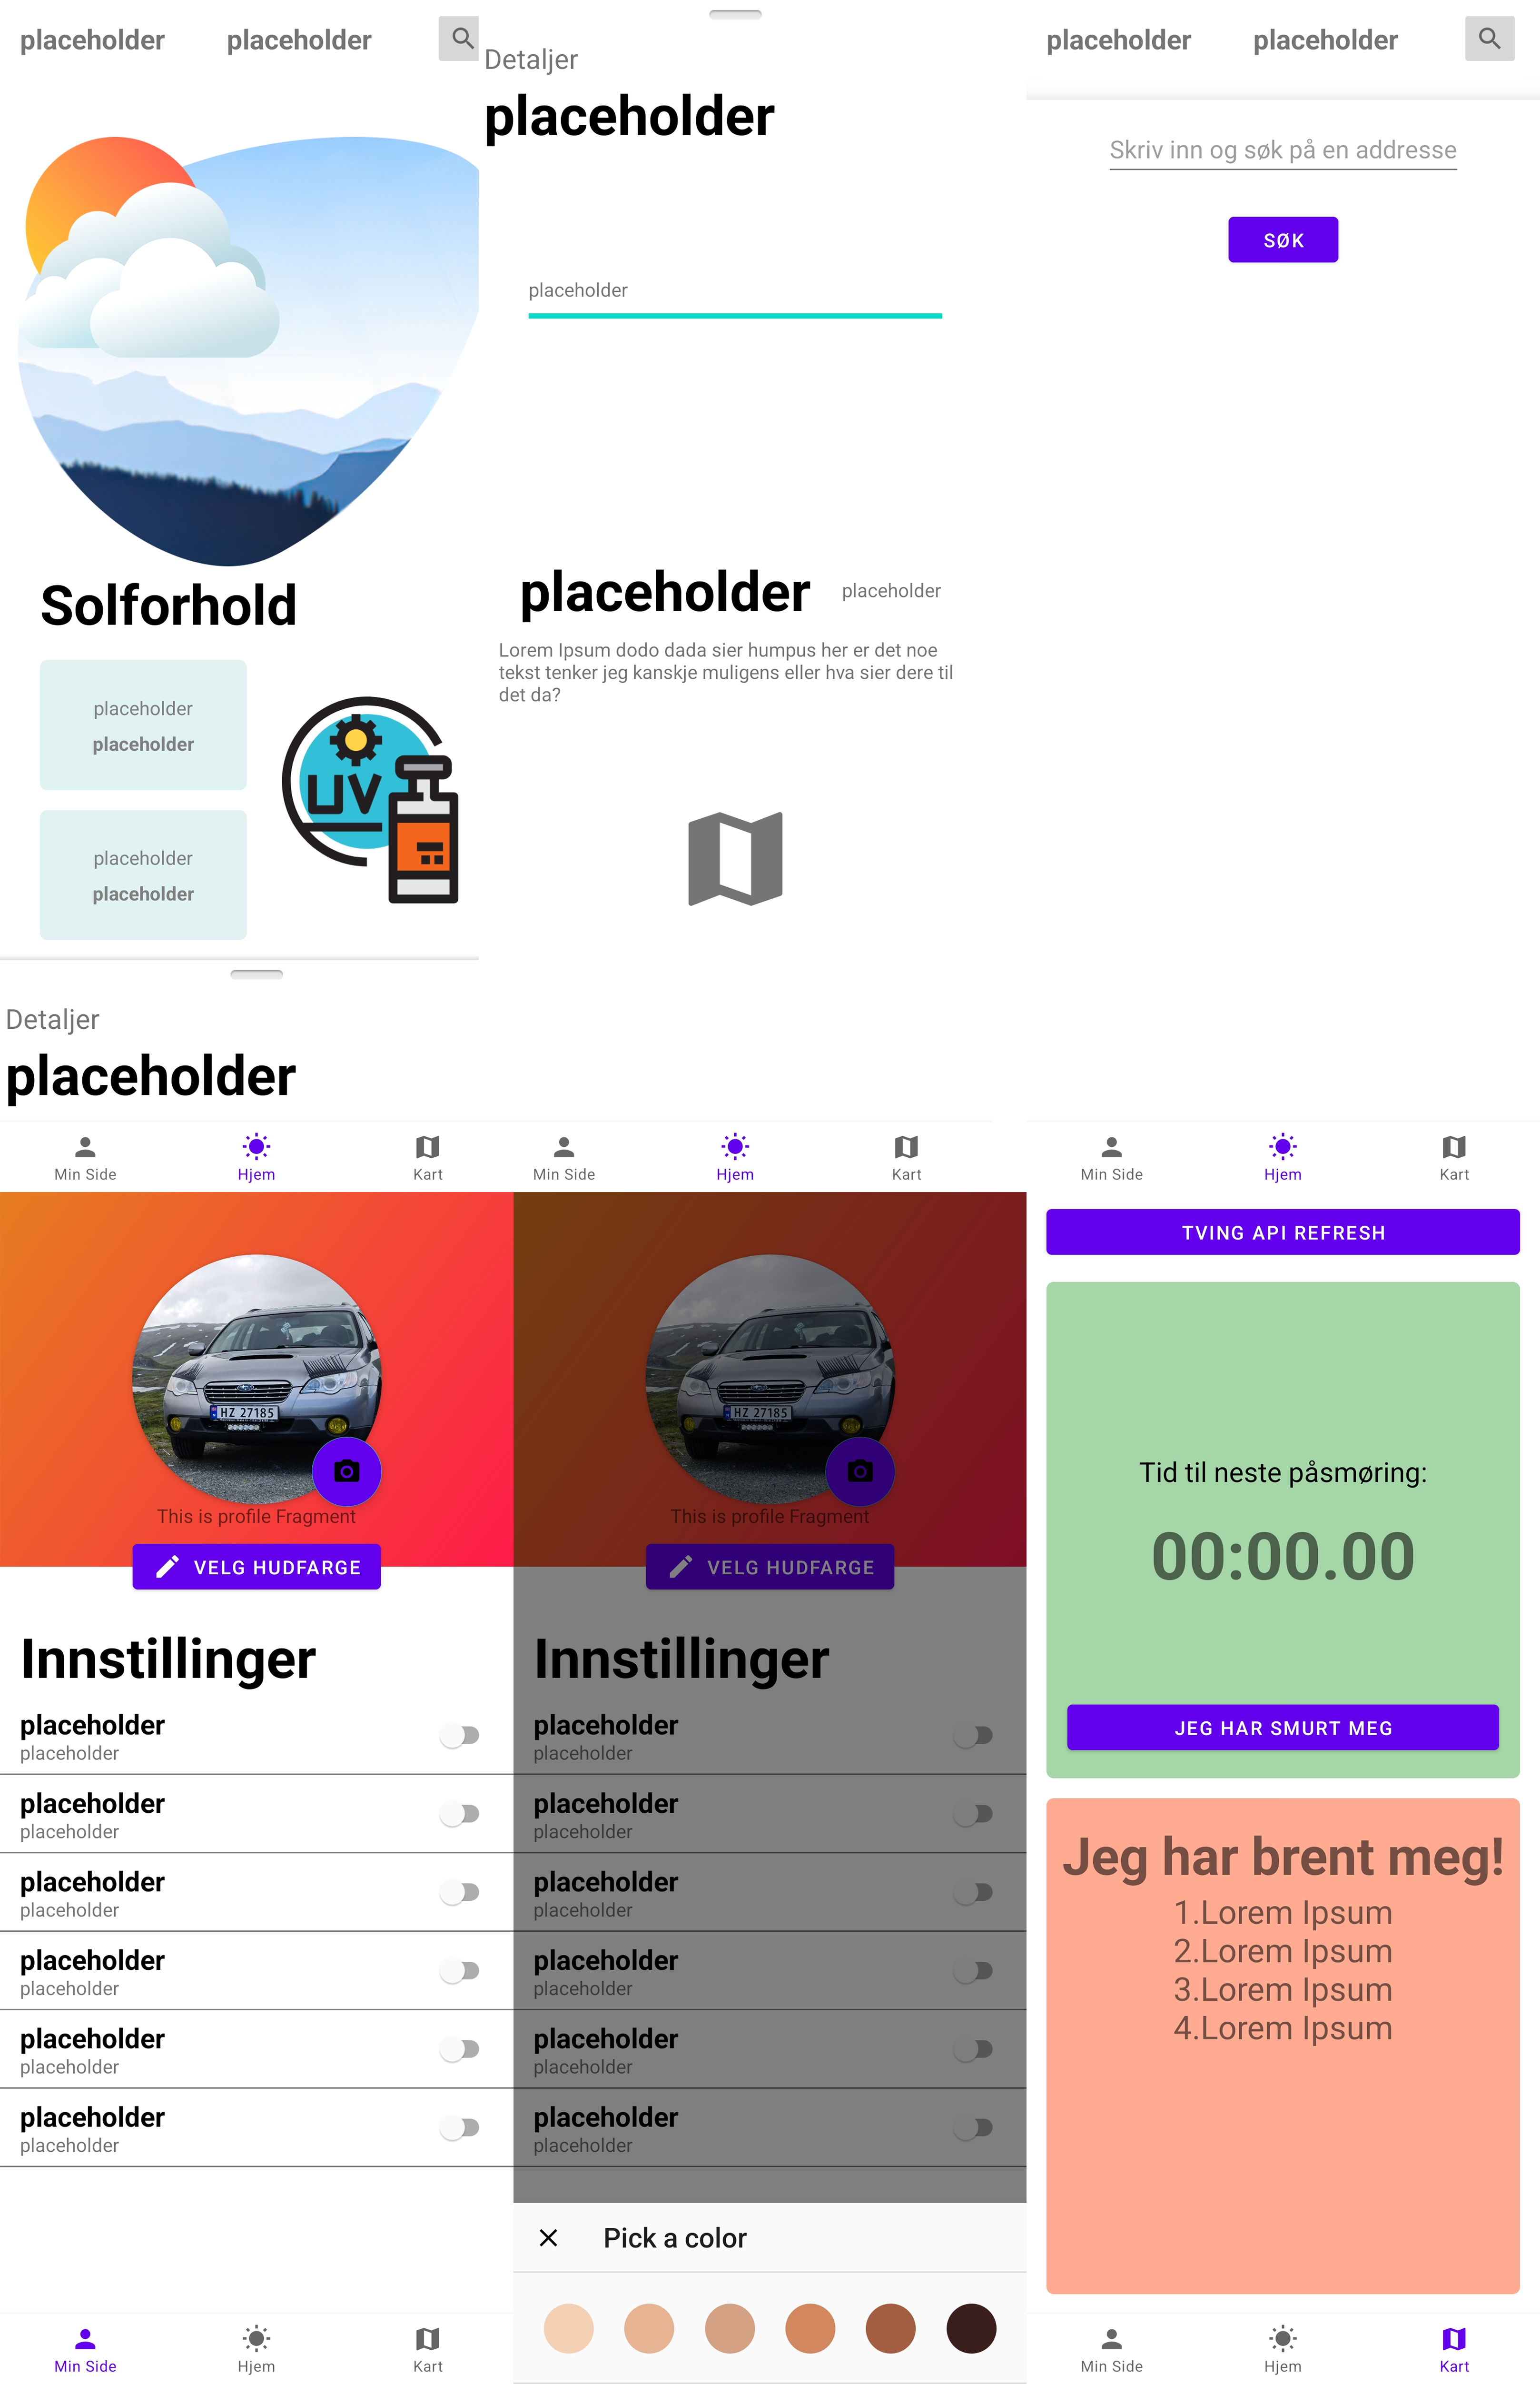 placeholder
placeholder
Solforhold
placeholder
placeholder
UV
placeholder
placeholder
Detaljer
placeholder
Min Side
Hjem
Kart
Detaljer
placeholder
placeholder
placeholder
placeholder
Lorem Ipsum dodo dada sier humpus her er det noe
tekst tenker jeg kanskje muligens eller hva sier dere til
det da?
Min Side
Hjem
Kart
placeholder
placeholder
Skriv inn og søk på en addresse
SØK
Min Side
Hjem
Kart
HZ 27185
This is profile Fragment
VELG HUDFARGE
Innstillinger
placeholder
placeholder
placeholder
placeholder
placeholder
placeholder
placeholder
placeholder
placeholder
placeholder
placeholder
placeholder
Min Side
Hjem
Kart
HZ 27185
This is profile Fragment
VELG HUDFARGE
Innstillinger
placeholder
placeholder
placeholder
placeholder
placeholder
placeholder
placeholder
placeholder
placeholder
placeholder
placeholder
placeholder
Pick a color
TVING API REFRESH
Tid til neste påsmøring:
00:00.00
JEG HAR SMURT MEG
Jeg har brent meg!
1.Lorem Ipsum
2.Lorem Ipsum
3.Lorem Ipsum
4.Lorem Ipsum
Min Side
Hjem
Kart